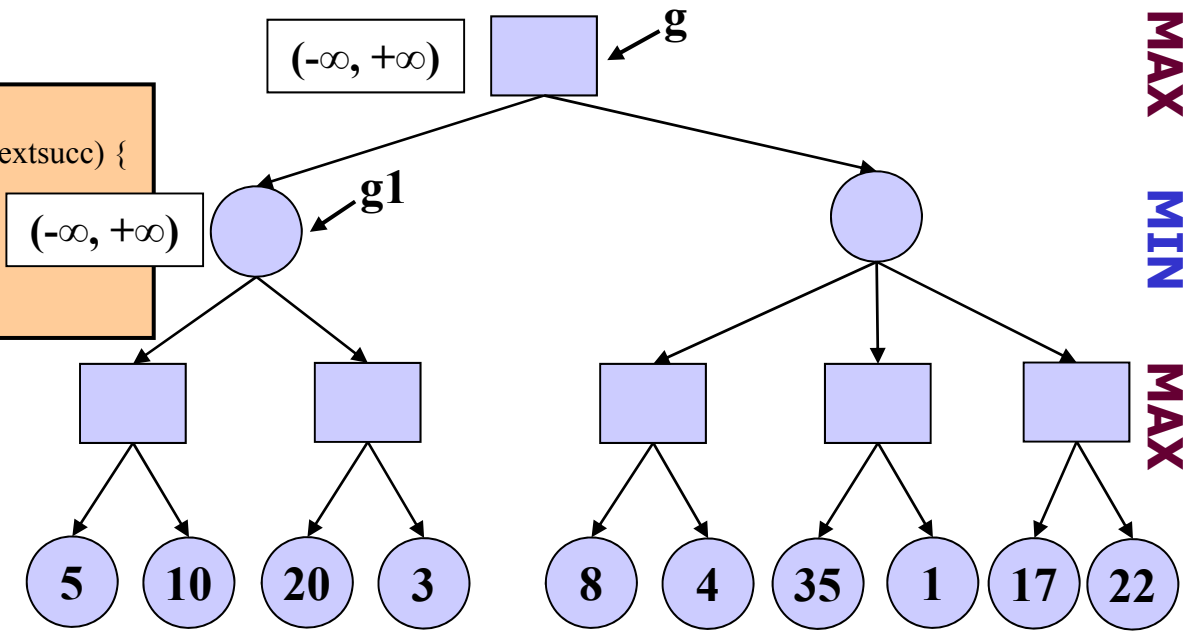 g
(-∞, +∞)
MAX
extsucc) {
g1
(-∞, +∞)
MIN
MAX
5 10 20 3 8 4 35 1 17 22